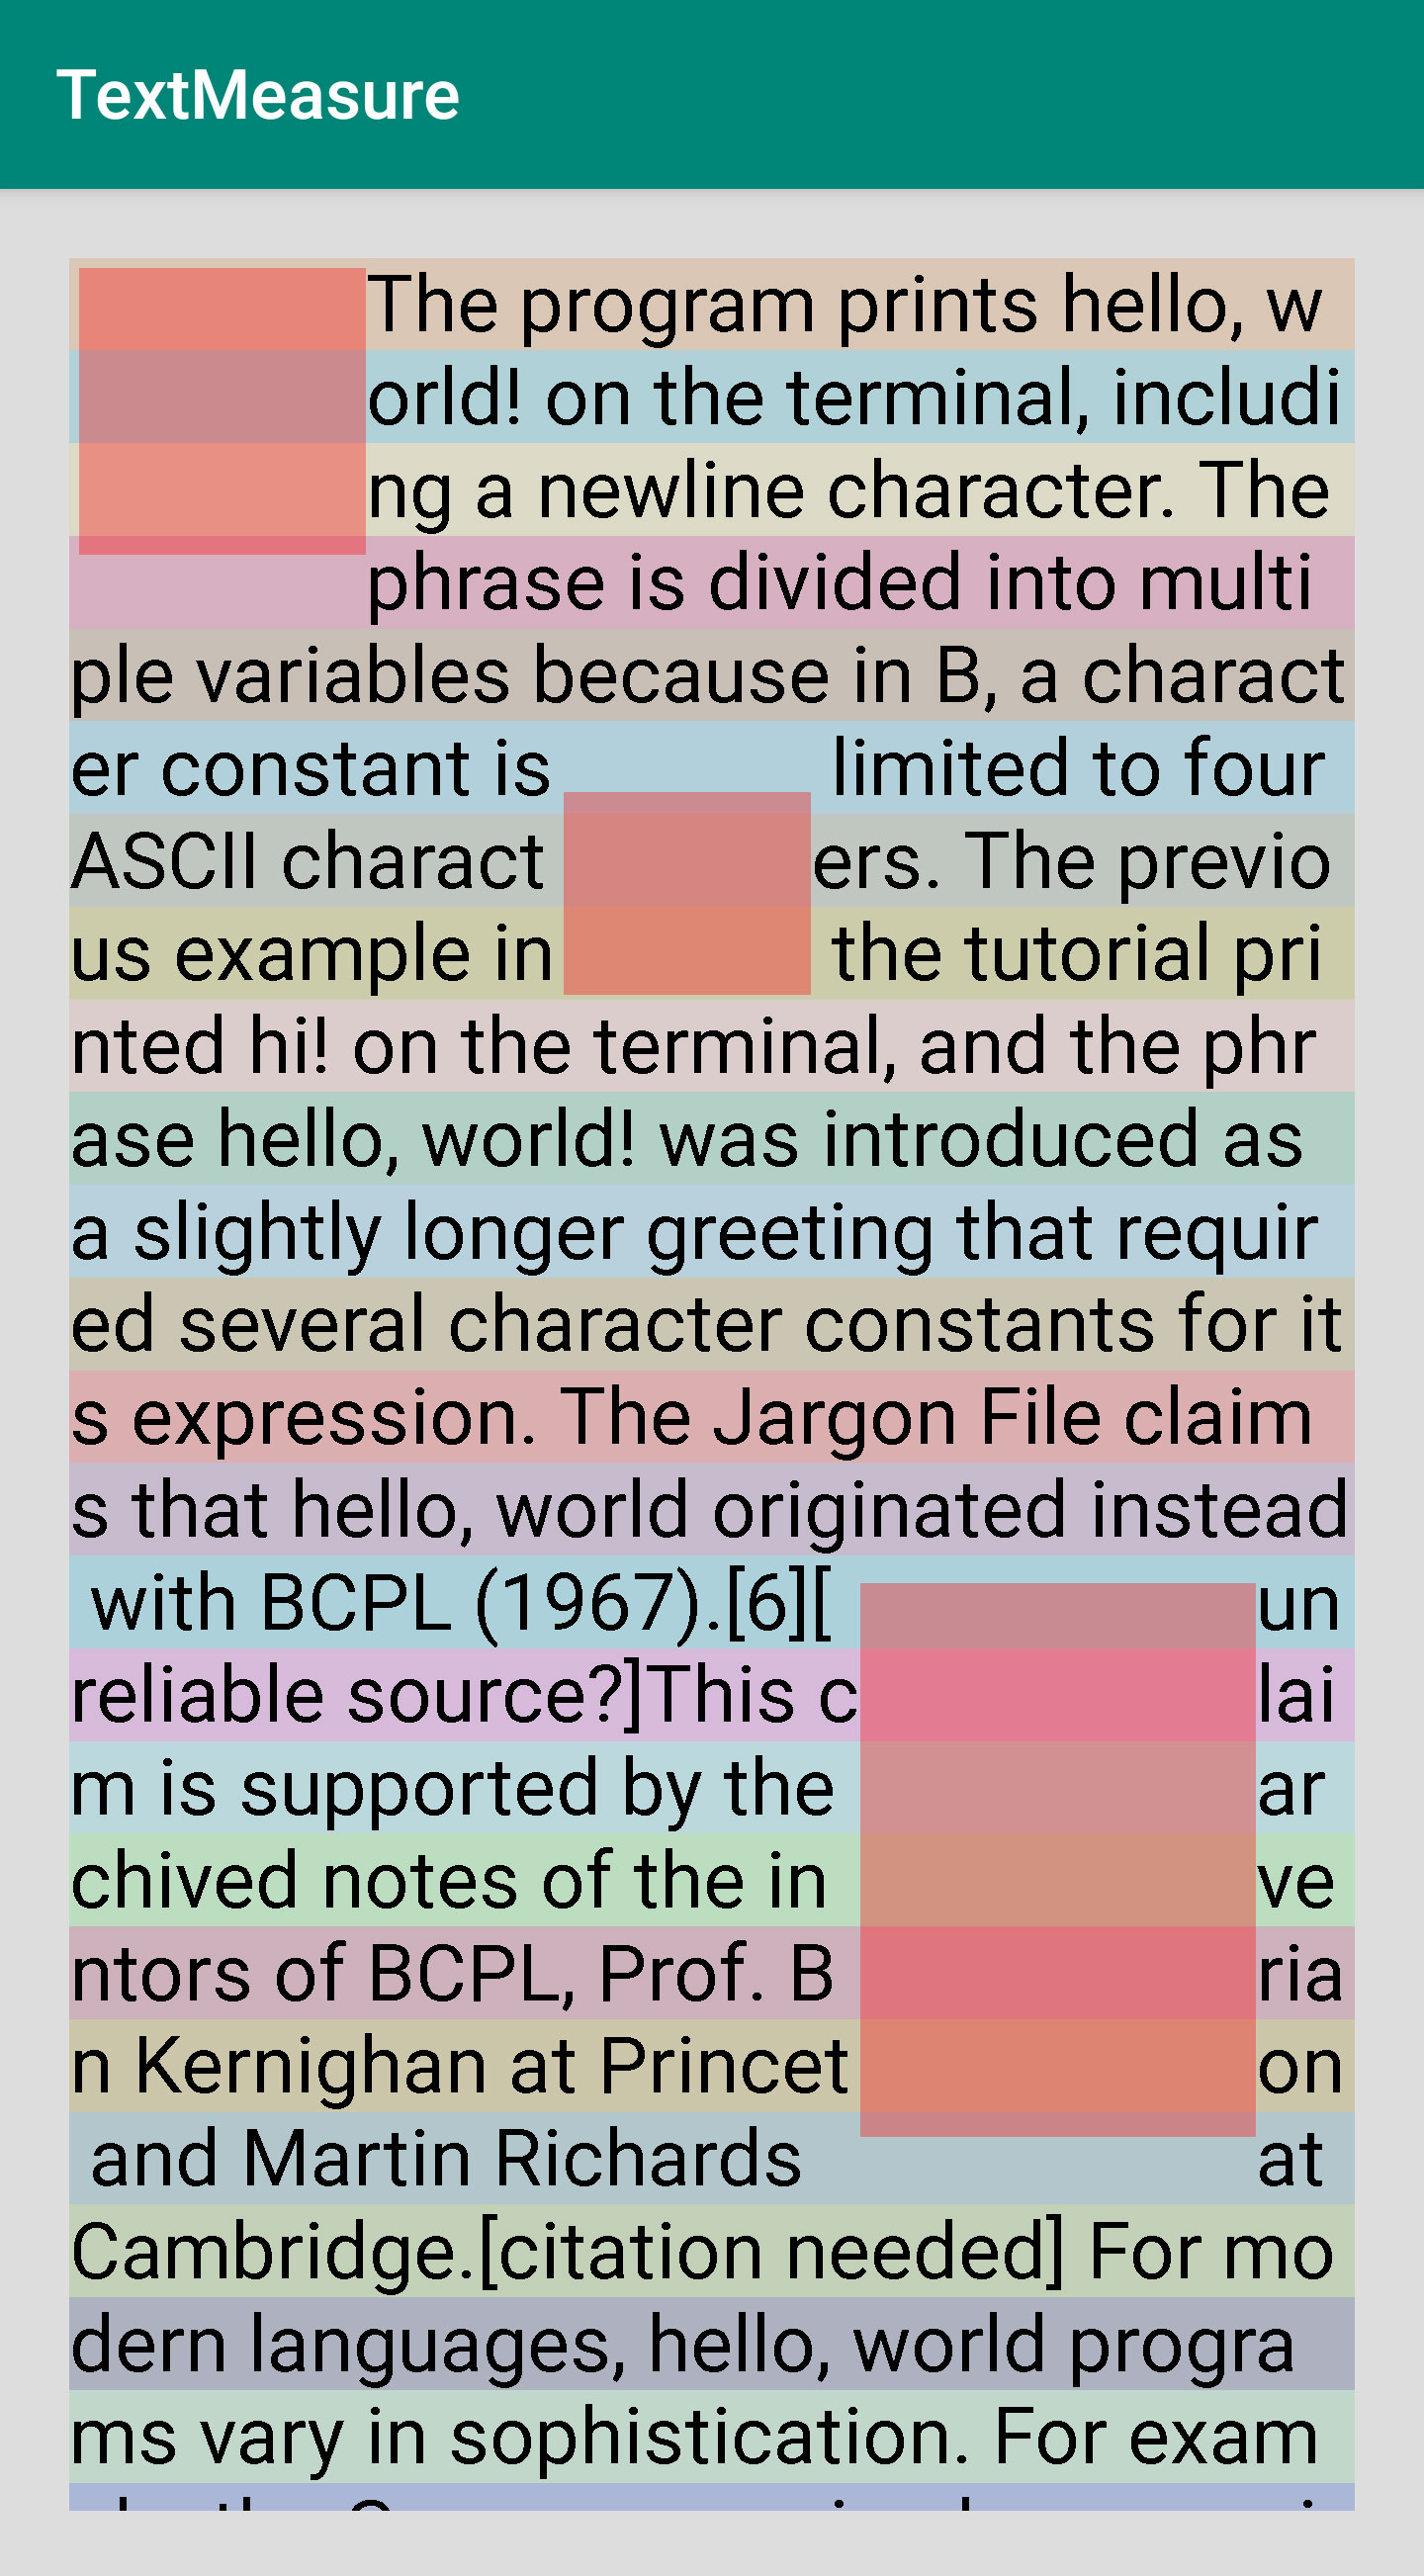 TextMeasure
The program prints hello, w
orld! on the terminal, includi
ng a newline character. The
phrase is divided into multi
ple variables because in B, a charact
er constant is limited to four
ASCII charact ers. The previo
us example in the tutorial pri
nted hi! on the terminal, and the phr
ase hello, world! was introduced as
a slightly longer greeting that requir
ed several character constants for it
s expression. The Jargon File claim
s that hello, world originated instead
with BCPL (1967).[6][ un
reliable source?]This c lai
m is supported by the ar
chived notes of the in ve
ntors of BCPL, Prof. B ria
n Kernighan at Princet on
and Martin Richards at
Cambridge.[citation needed] For mo
dern languages, hello, world progra
ms vary in sophistication. For exam